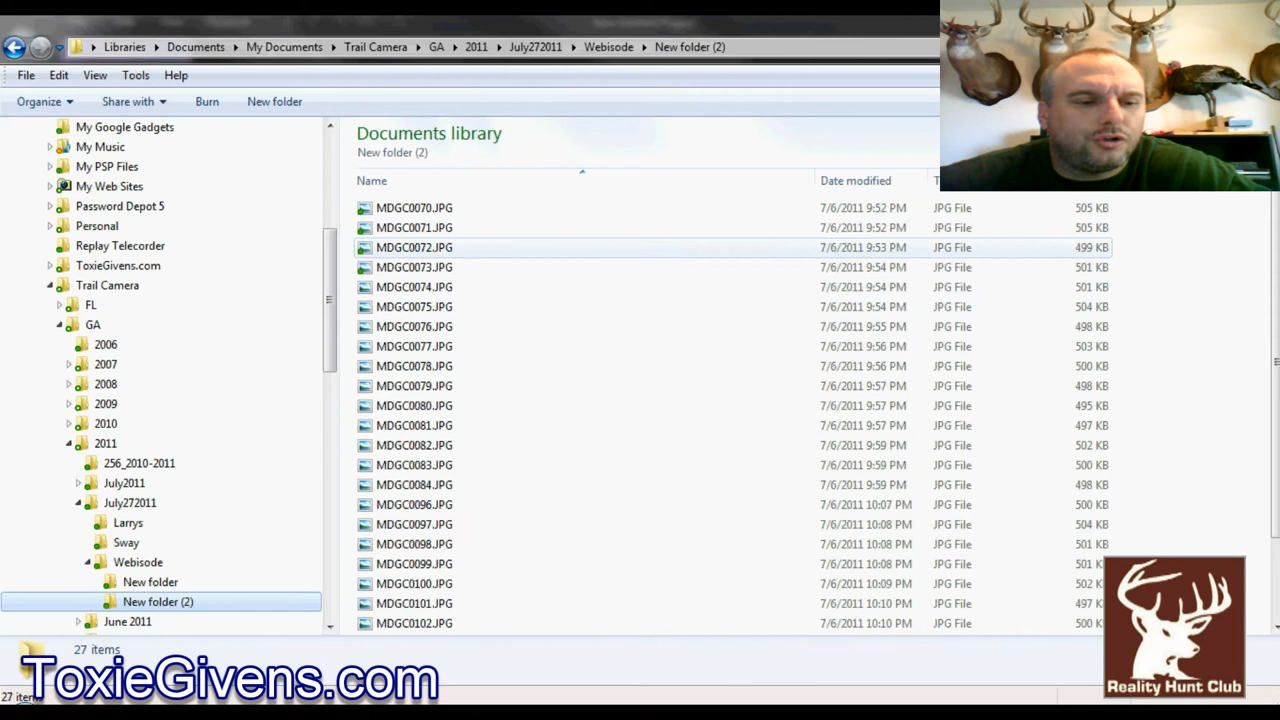 Libraries Documents My Documents Trail Camera GA 2011 July272011 Webisode New folder (2)
File Edit View Tools Help
Organize Share with Burn New folder
My Google Gadgets
My Music
My PSP Files
My Web Sites
Password Depot 5
Personal
Replay Telecorder
ToxieGivens.com
Trail Camera
FL
GA
2006
2007
2008
2009
2010
2011
256_2010-2011
July2011
July272011
Larrys
Sway
Webisode
New folder
New folder (2)
June 2011
Documents library
New folder (2)
Name Date modified
MDGC0070.JPG 7/6/2011 9:52 PM JPG File 505 KB
MDGC0071.JPG 7/6/2011 9:52 PM JPG File 505 KB
MDGC0072.JPG 7/6/2011 9:53 PM JPG File 499 KB
MDGC0073.JPG 7/6/2011 9:54 PM JPG File 501 KB
MDGC0074.JPG 7/6/2011 9:54 PM JPG File 501 KB
MDGC0075.JPG 7/6/2011 9:54 PM JPG File 504 KB
MDGC0076.JPG 7/6/2011 9:55 PM JPG File 498 KB
MDGC0077.JPG 7/6/2011 9:56 PM JPG File 503 KB
MDGC0078.JPG 7/6/2011 9:56 PM JPG File 500 KB
MDGC0079.JPG 7/6/2011 9:57 PM JPG File 498 KB
MDGC0080.JPG 7/6/2011 9:57 PM JPG File 495 KB
MDGC0081.JPG 7/6/2011 9:57 PM JPG File 497 KB
MDGC0082.JPG 7/6/2011 9:59 PM JPG File 502 KB
MDGC0083.JPG 7/6/2011 9:59 PM JPG File 500 KB
MDGC0084.JPG 7/6/2011 9:59 PM JPG File 498 KB
MDGC0096.JPG 7/6/2011 10:07 PM JPG File 500 KB
MDGC0097.JPG 7/6/2011 10:08 PM JPG File 504 KB
MDGC0098.JPG 7/6/2011 10:08 PM JPG File 501 KB
MDGC0099.JPG 7/6/2011 10:08 PM JPG File 501 K
MDGC0100.JPG 7/6/2011 10:09 PM JPG File 502 K
MDGC0101.JPG 7/6/2011 10:10 PM JPG File 497 K
MDGC0102.JPG 7/6/2011 10:10 PM JPG File 500 K
27 items
ToxieGivens.com
27 item
Reality Hunt Club